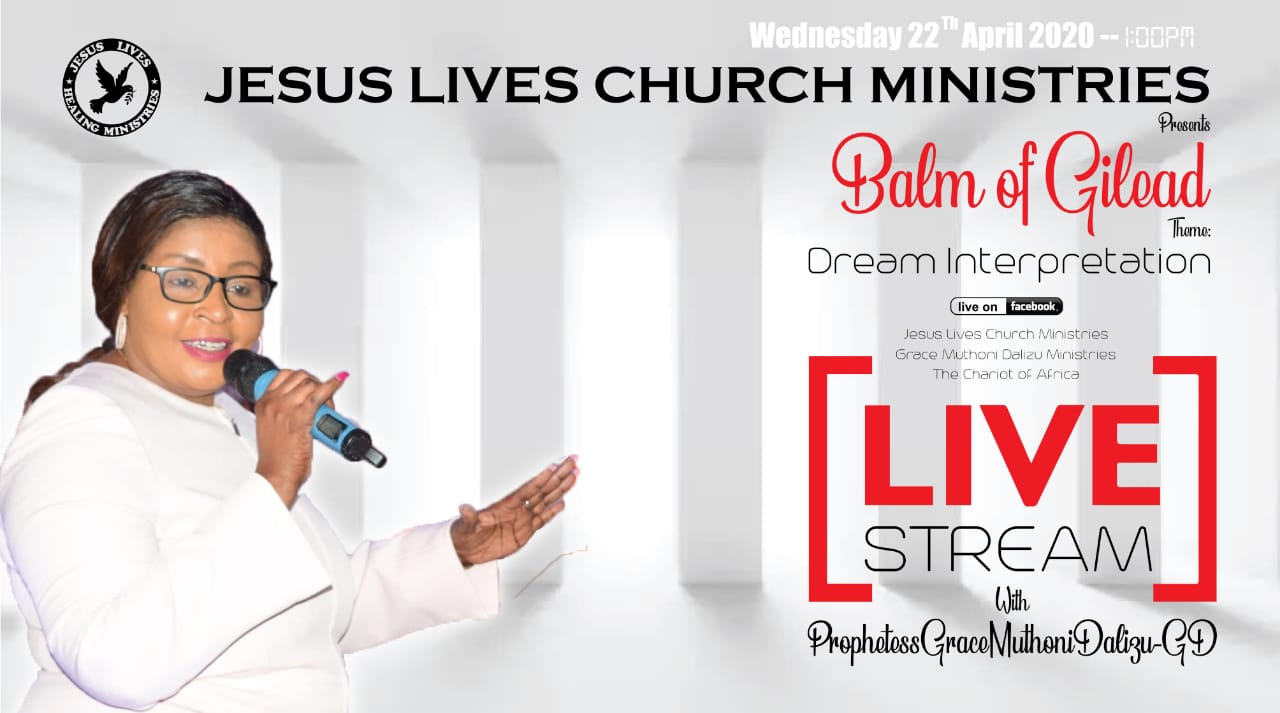 Wednesday 22Th April 2020 -- 1:00PM
JESUS LIVES
HEALING MINISTRIES
JESUS LIVES CHURCH MINISTRIES
Presents
Balm of Gilead
Theme:
Dream Interpretation
live on facebook
Jesus Lives Church Ministries
Grace Muthoni Dalizu Ministries
The Chariot of Africa
LIVE
STREAM
With
ProphetessGraceMuthoniDalizu-GD